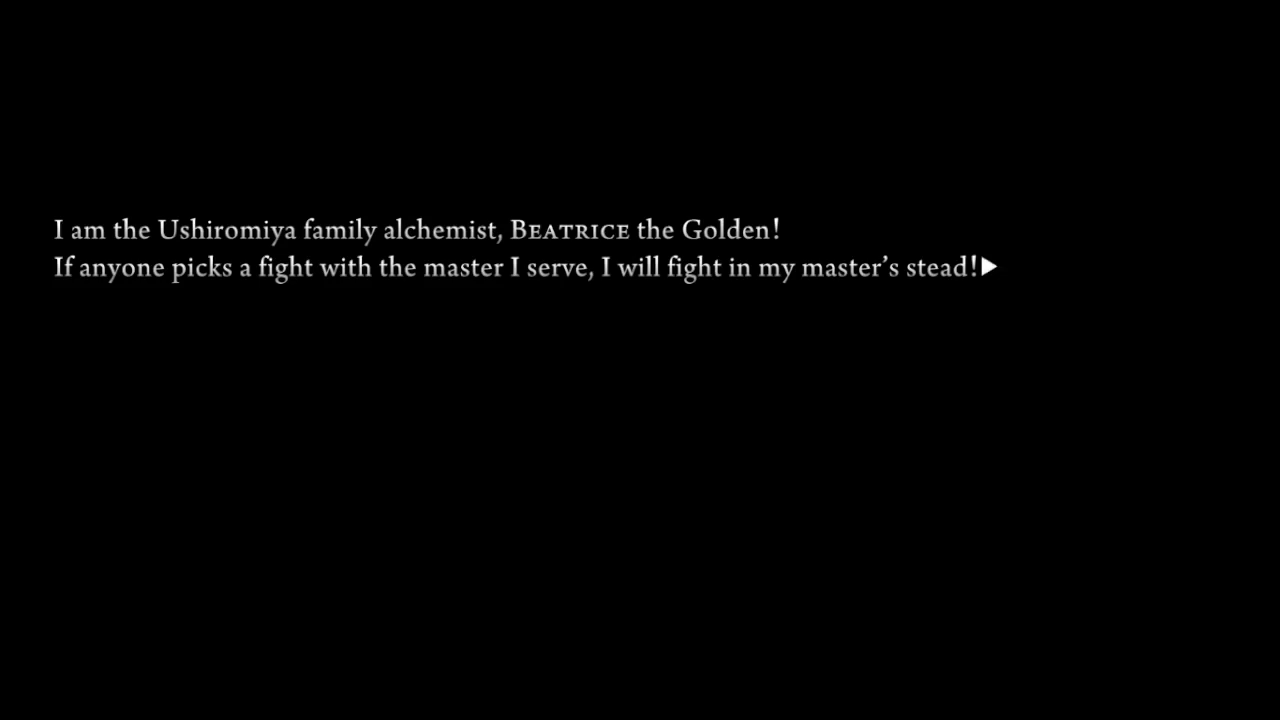 I am the Ushiromiya family alchemist, BEATRICE the Golden!
If anyone picks a fight with the master I serve, I will fight in my master’s stead!